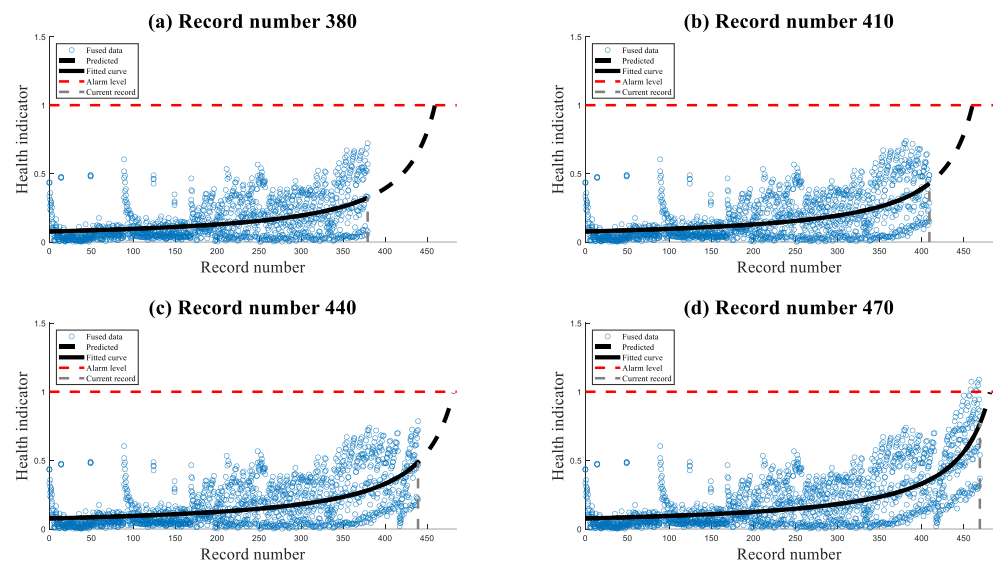 (a) Record number 380
1.5
1
0.5
0
Health indicator
Fused data
Predicted
Fitted curve
Alarm level
Current record
0 50 100 150 200 250 300 350 400 450
Record number
(b) Record number 410
1.5
1
0.5
0
Health indicator
Fused data
Predicted
Fitted curve
Alarm level
Current record
0 50 100 150 200 250 300 350 400 450
Record number
(c) Record number 440
1.5
1
0.5
0
Health indicator
Fused data
Predicted
Fitted curve
Alarm level
Current record
0 50 100 150 200 250 300 350 400 450
Record number
(d) Record number 470
1.5
1
0.5
0
Health indicator
Fused data
Predicted
Fitted curve
Alarm level
Current record
0 50 100 150 200 250 300 350 400 450
Record number